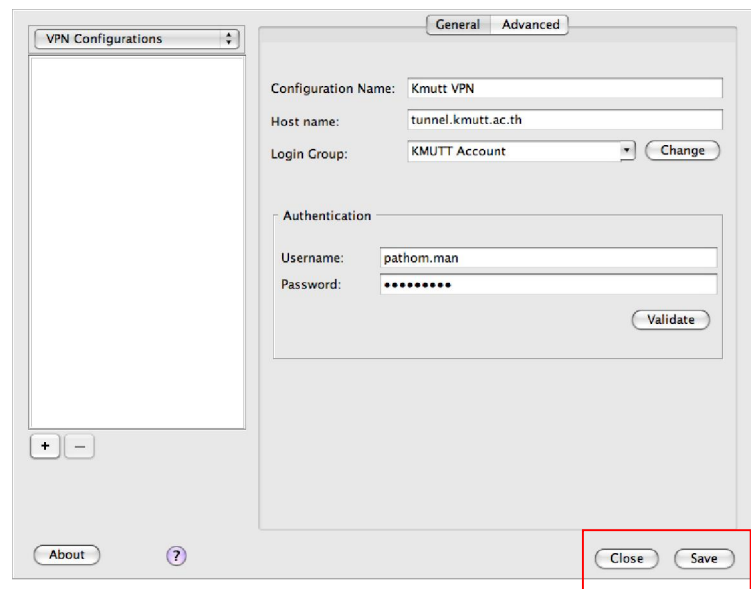 General Advanced
VPN Configurations
Configuration Name: Kmutt VPN
Host name: tunnel.kmutt.ac.th
Login Group: KMUTT Account Change
Authentication
Username: pathom.man
Password: •••••••••
Validate
+ −
About ? Close Save